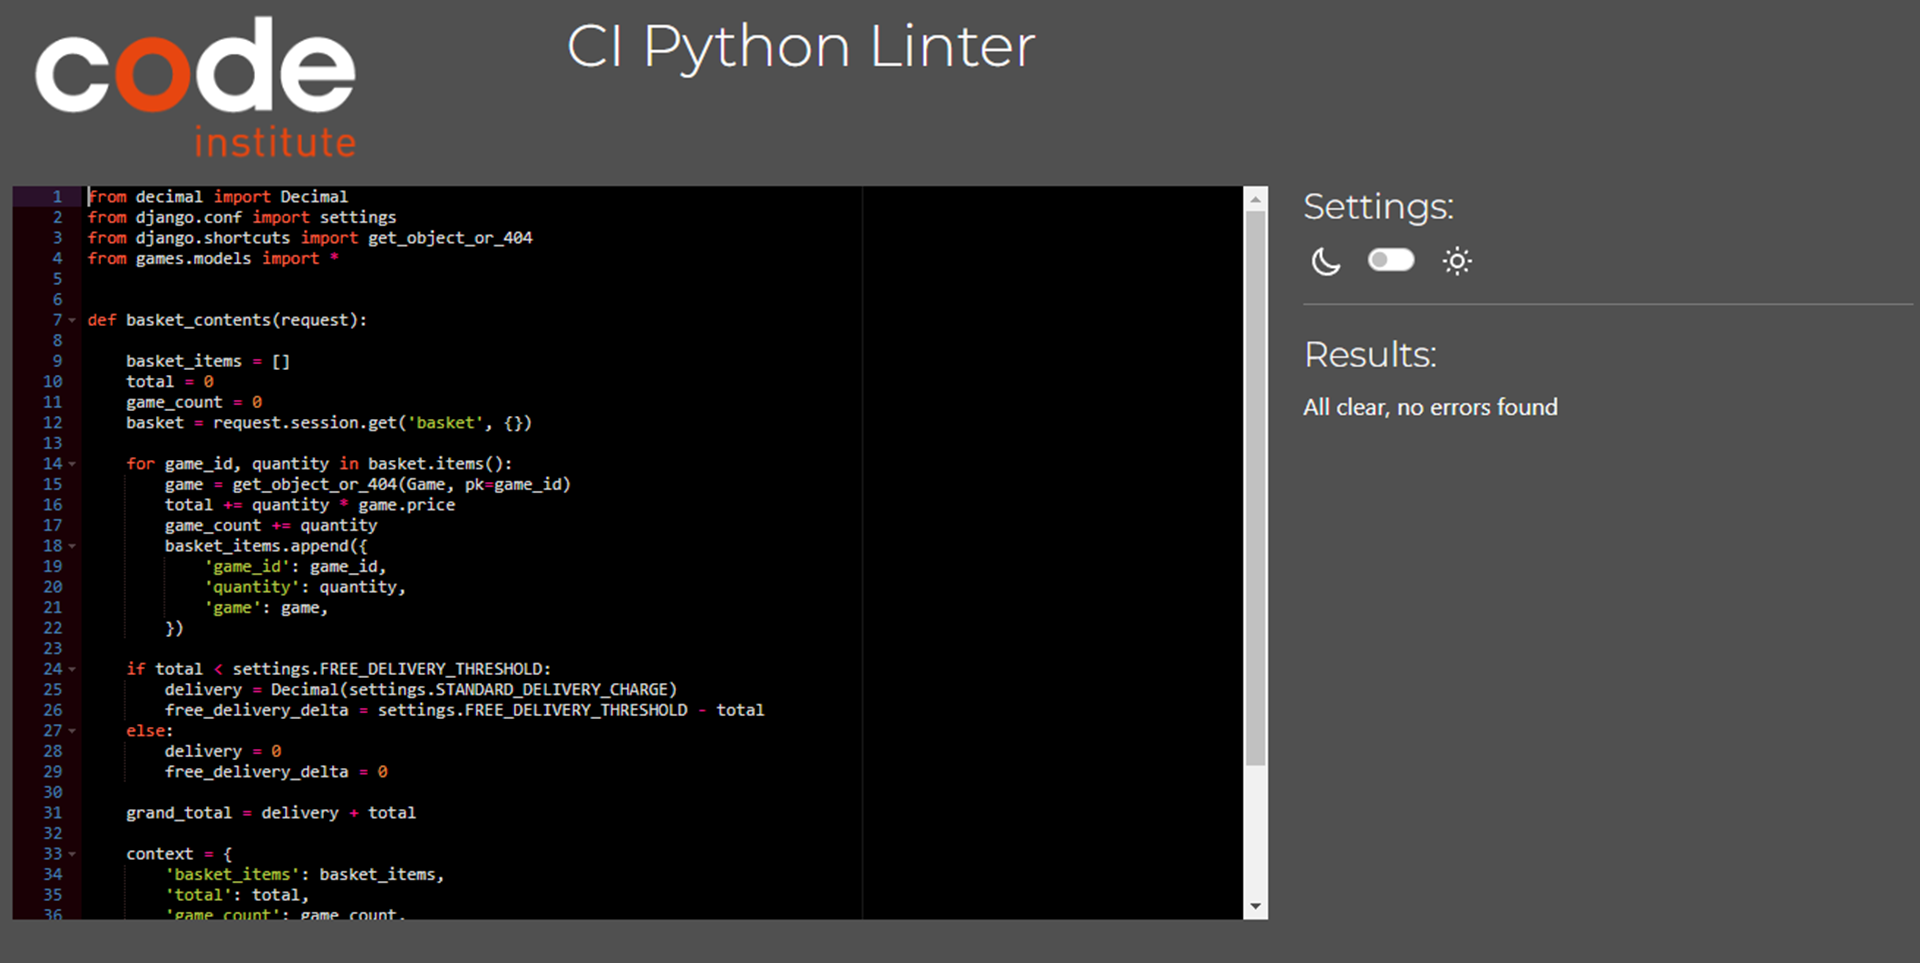 code
institute
CI Python Linter
1 from decimal import Decimal
2 from django.conf import settings
3 from django.shortcuts import get_object_or_404
4 from games.models import *
5
6
7 def basket_contents(request):
8
9     basket_items = []
10     total = 0
11     game_count = 0
12     basket = request.session.get('basket', {})
13
14     for game_id, quantity in basket.items():
15         game = get_object_or_404(Game, pk=game_id)
16         total += quantity * game.price
17         game_count += quantity
18         basket_items.append({
19             'game_id': game_id,
20             'quantity': quantity,
21             'game': game,
22         })
23
24     if total < settings.FREE_DELIVERY_THRESHOLD:
25         delivery = Decimal(settings.STANDARD_DELIVERY_CHARGE)
26         free_delivery_delta = settings.FREE_DELIVERY_THRESHOLD - total
27     else:
28         delivery = 0
29         free_delivery_delta = 0
30
31     grand_total = delivery + total
32
33     context = {
34         'basket_items': basket_items,
35         'total': total,
36         'game_count': game_count,
Settings:
Results:
All clear, no errors found